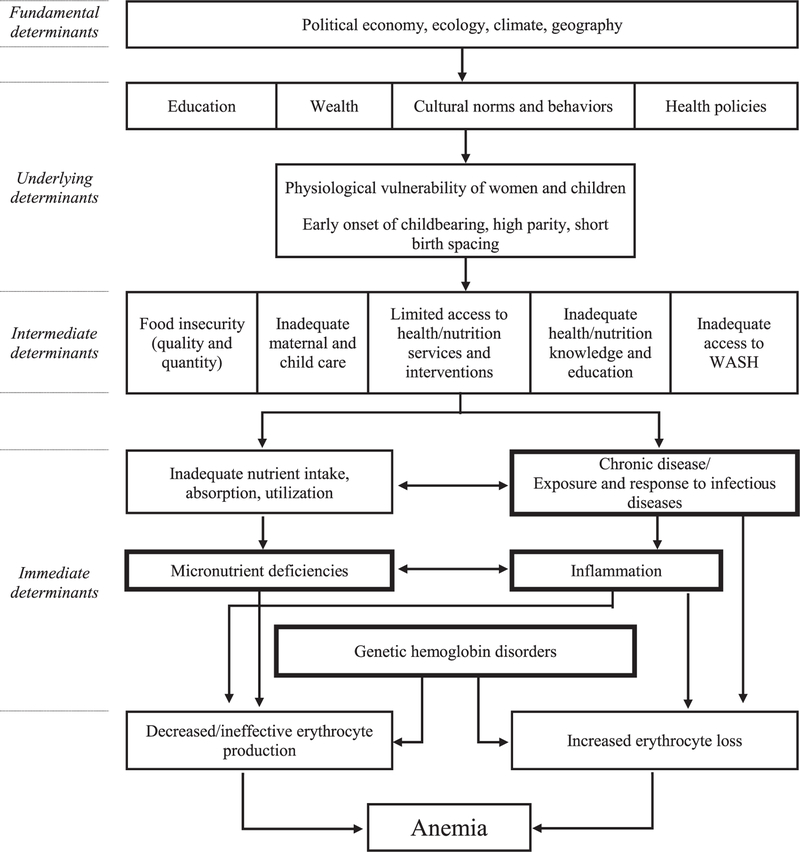 Fundamental
determinants
Political economy, ecology, climate, geography
Education
Wealth
Cultural norms and behaviors
Health policies
Underlying
determinants
Physiological vulnerability of women and children
Early onset of childbearing, high parity, short
birth spacing
Intermediate
determinants
Food insecurity
(quality and
quantity)
Inadequate
maternal and
child care
Limited access to
health/nutrition
services and
interventions
Inadequate
health/nutrition
knowledge and
education
Inadequate
access to
WASH
Inadequate nutrient intake,
absorption, utilization
Chronic disease/
Exposure and response to infectious
diseases
Immediate
determinants
Micronutrient deficiencies
Inflammation
Genetic hemoglobin disorders
Decreased/ineffective erythrocyte
production
Increased erythrocyte loss
Anemia